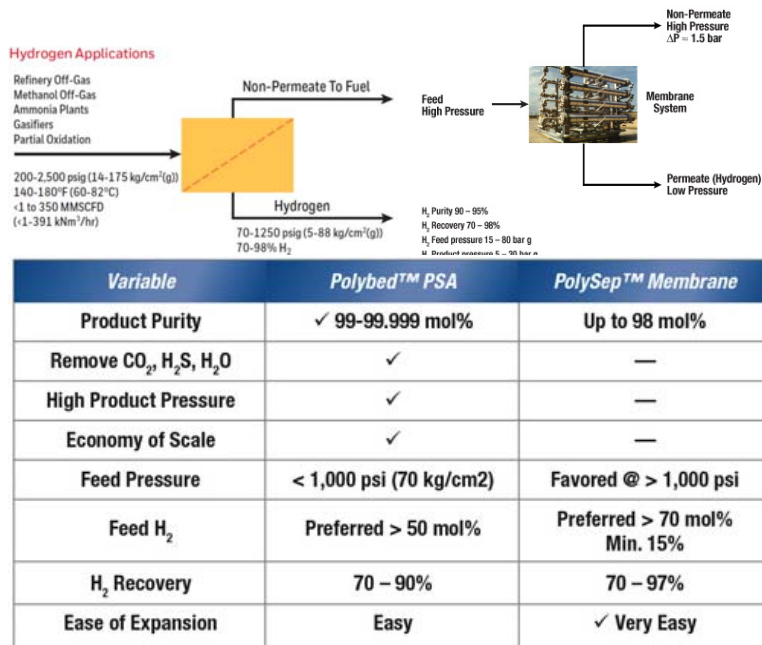 Hydrogen Applications
Refinery Off-Gas
Methanol Off-Gas
Ammonia Plants
Gasifiers
Partial Oxidation
200-2,500 psig (14-175 kg/cm²(g))
140-180°F (60-82°C)
<1 to 350 MMSCFD
(<1-391 kNm³/hr)
Non-Permeate To Fuel
Hydrogen
70-1250 psig (5-88 kg/cm²(g))
70-98% H₂
Feed
High Pressure
Non-Permeate
High Pressure
ΔP = 1.5 bar
Membrane
System
Permeate (Hydrogen)
Low Pressure
H₂ Purity 90 – 95%
H₂ Recovery 70 – 98%
H₂ Feed pressure 15 – 80 bar g
H₂ Product pressure 5 – 30 bar g
Variable Polybed™ PSA PolySep™ Membrane
Product Purity ✓ 99-99.999 mol% Up to 98 mol%
Remove CO₂, H₂S, H₂O ✓ —
High Product Pressure ✓ —
Economy of Scale ✓ —
Feed Pressure < 1,000 psi (70 kg/cm2) Favored @ > 1,000 psi
Feed H₂ Preferred > 50 mol% Preferred > 70 mol%
Min. 15%
H₂ Recovery 70 – 90% 70 – 97%
Ease of Expansion Easy ✓ Very Easy